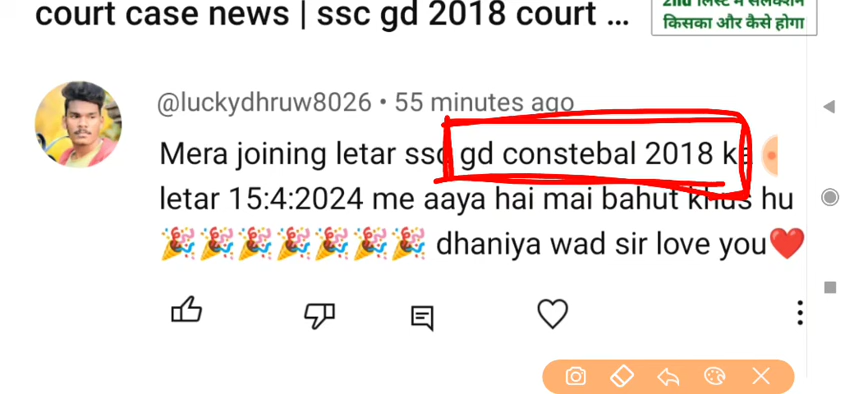 court case news | ssc gd 2018 court ...
2nd लिस्ट में सेलेक्शन
किसका और कैसे होगा
@luckydhruw8026 • 55 minutes ago
Mera joining letar ssc gd constebal 2018 ka
letar 15:4:2024 me aaya hai mai bahut khus hu
🎉🎉🎉🎉🎉🎉🎉 dhaniya wad sir love you❤️